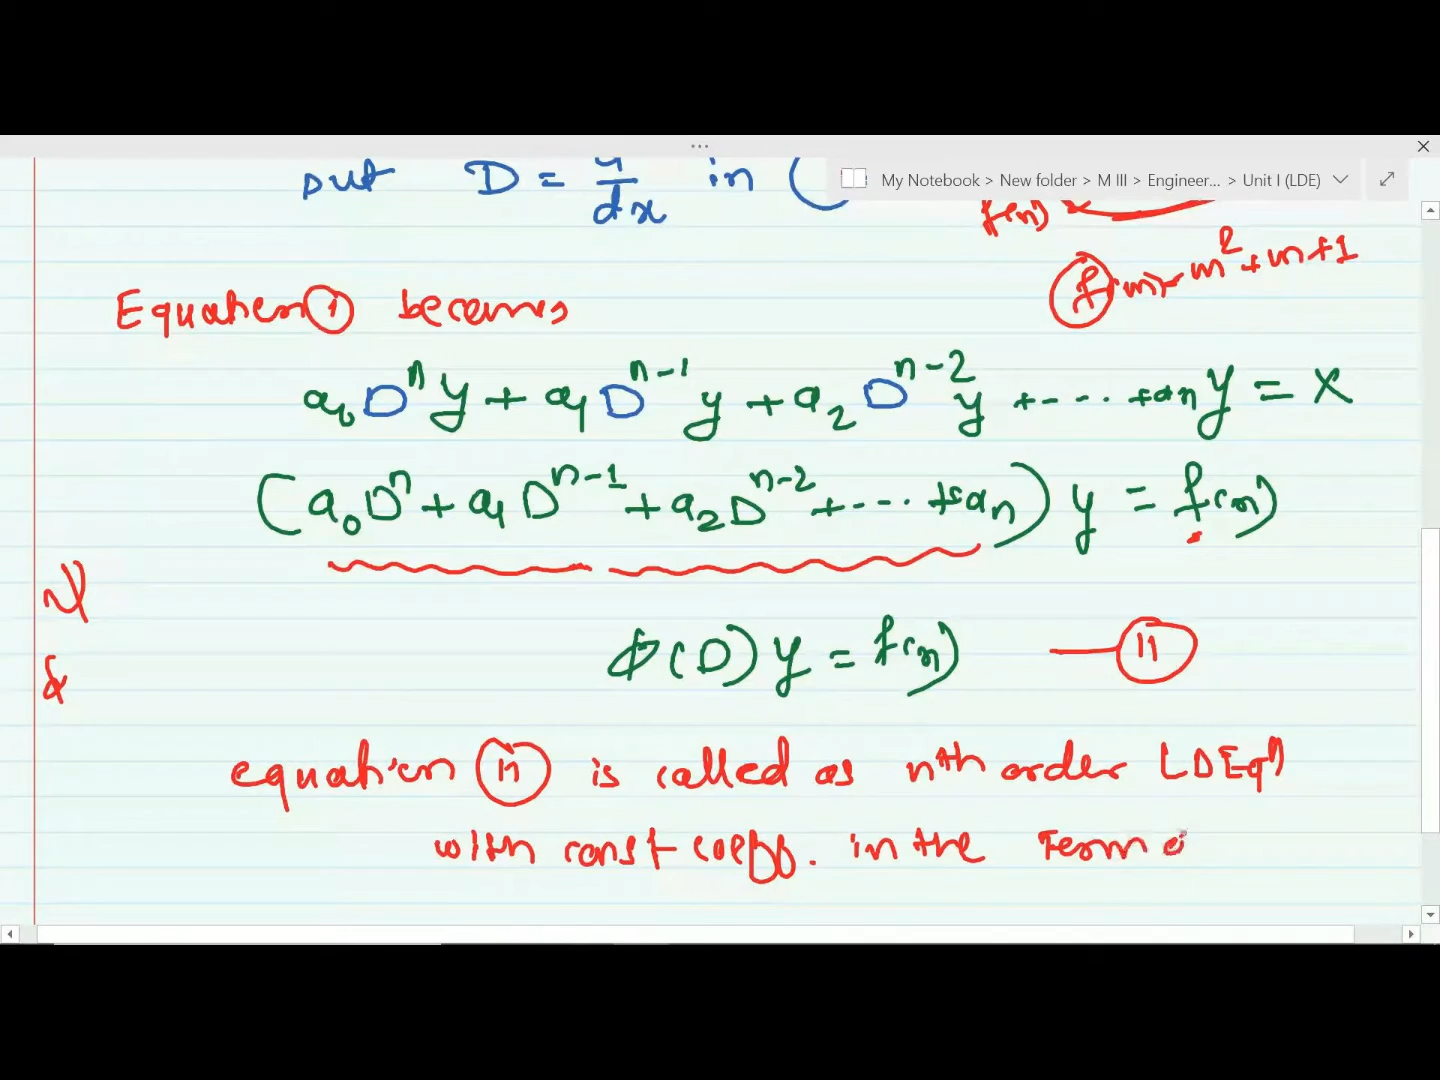 My Notebook > New folder > M III > Engineer... > Unit I (LDE)
put D = d/dx in (
f(x)
f(m) = m² + m + 1
Equation ① becomes
a₀Dⁿy + a₁Dⁿ⁻¹y + a₂Dⁿ⁻²y + ---- + aₙy = X
(a₀Dⁿ + a₁Dⁿ⁻¹ + a₂Dⁿ⁻² + ---- + aₙ) y = f(x)
&
φ(D) y = f(x) — ⑪
equation ⑪ is called as nth order LDEqⁿ
with const coeff. in the Term o